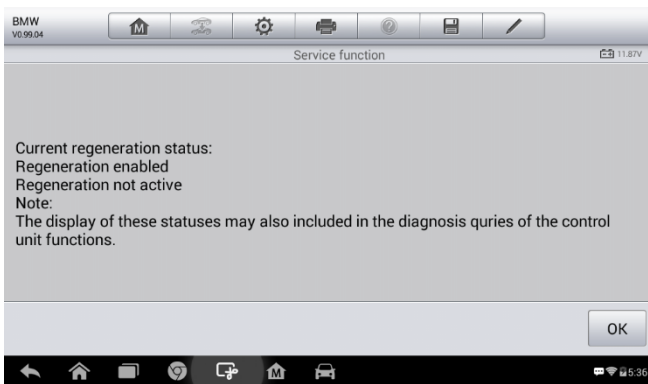 BMW
V0.99.04
M
Service function
11.87V
Current regeneration status:
Regeneration enabled
Regeneration not active
Note:
The display of these statuses may also included in the diagnosis quries of the control
unit functions.
OK
M
5:36